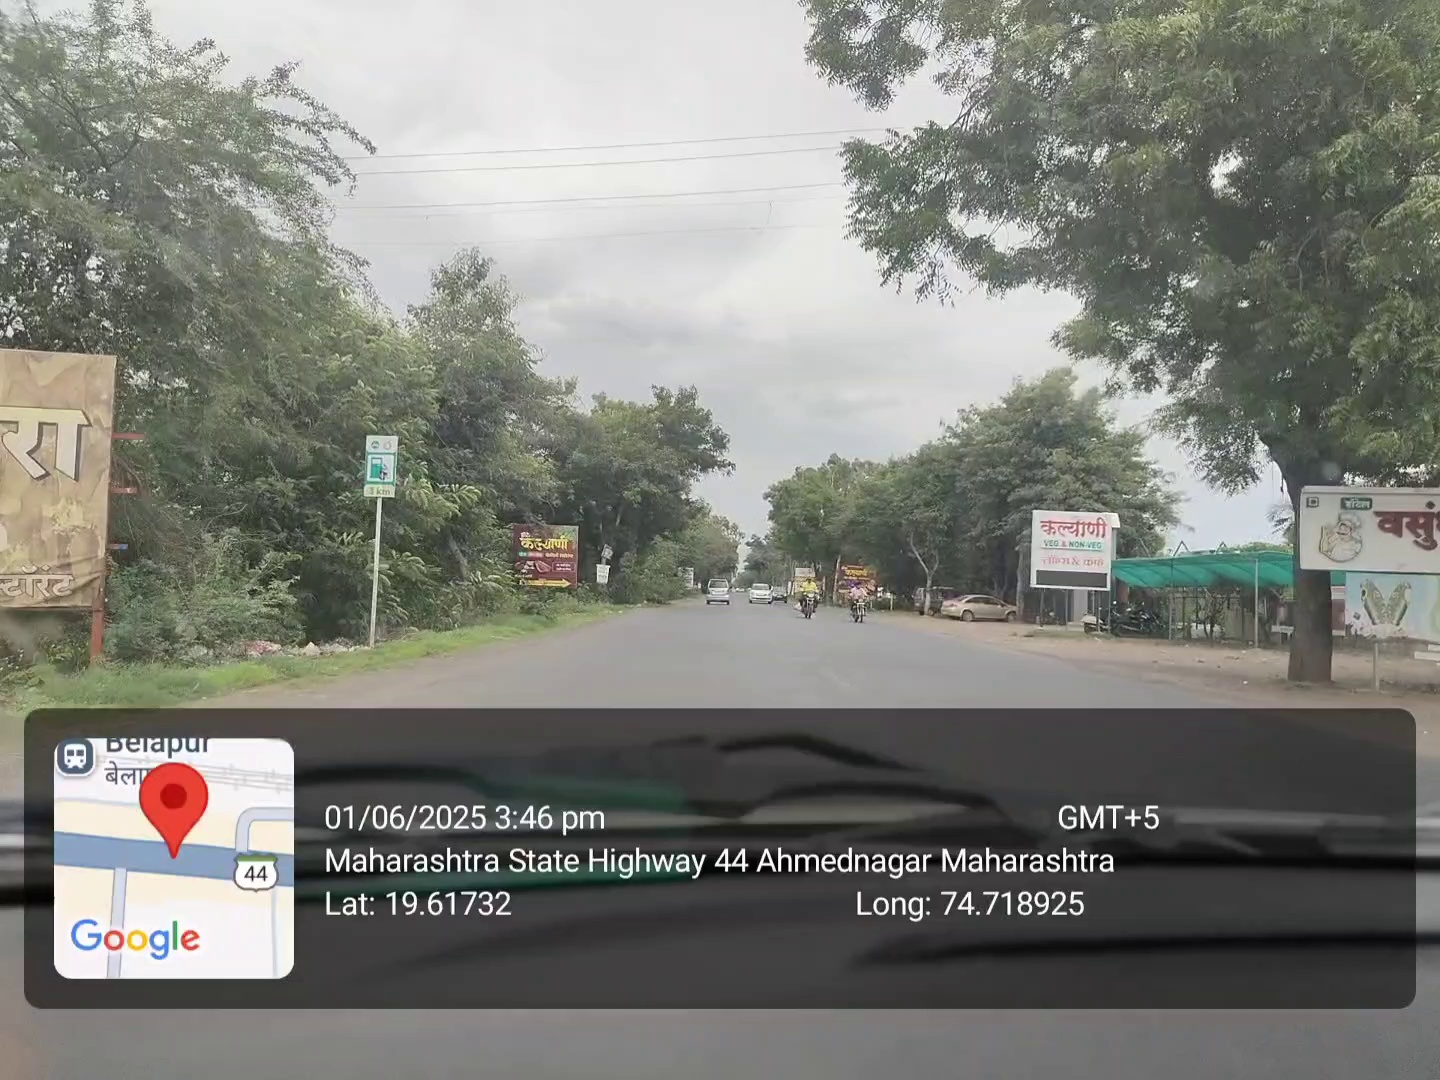 रा
स्टॉरंट
1 km
कल्याणी
कल्याणी
VEG & NON-VEG
लॉन्स & कॅफे
हॉटेल
वसुं
Belapur
44
Google
01/06/2025 3:46 pm
GMT+5
Maharashtra State Highway 44 Ahmednagar Maharashtra
Lat: 19.61732
Long: 74.718925